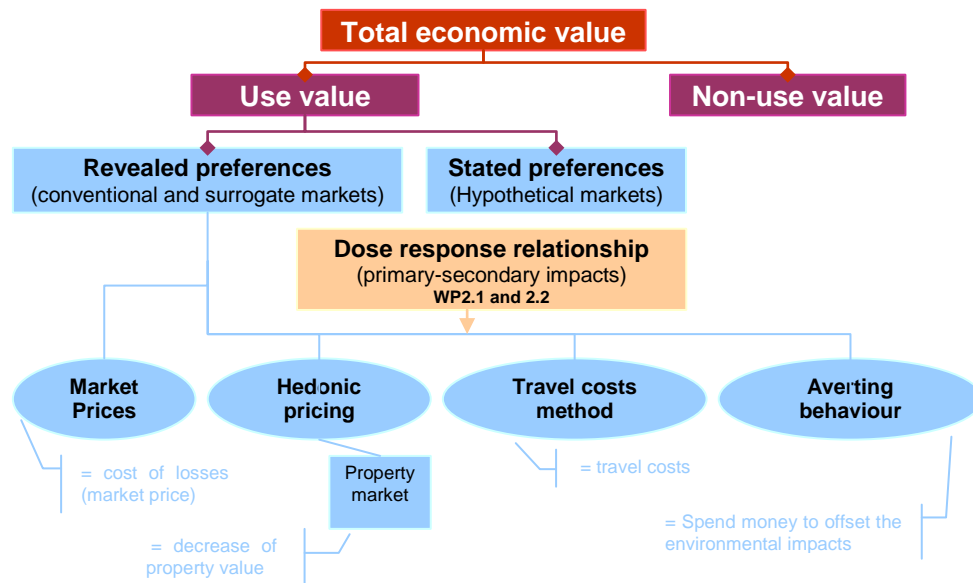 Total economic value
Use value
Non-use value
Revealed preferences
(conventional and surrogate markets)
Stated preferences
(Hypothetical markets)
Dose response relationship
(primary-secondary impacts)
WP2.1 and 2.2
Market
Prices
Hedonic
pricing
Travel costs
method
Averting
behaviour
= cost of losses
(market price)
Property
market
= travel costs
= Spend money to offset the
environmental impacts
= decrease of
property value